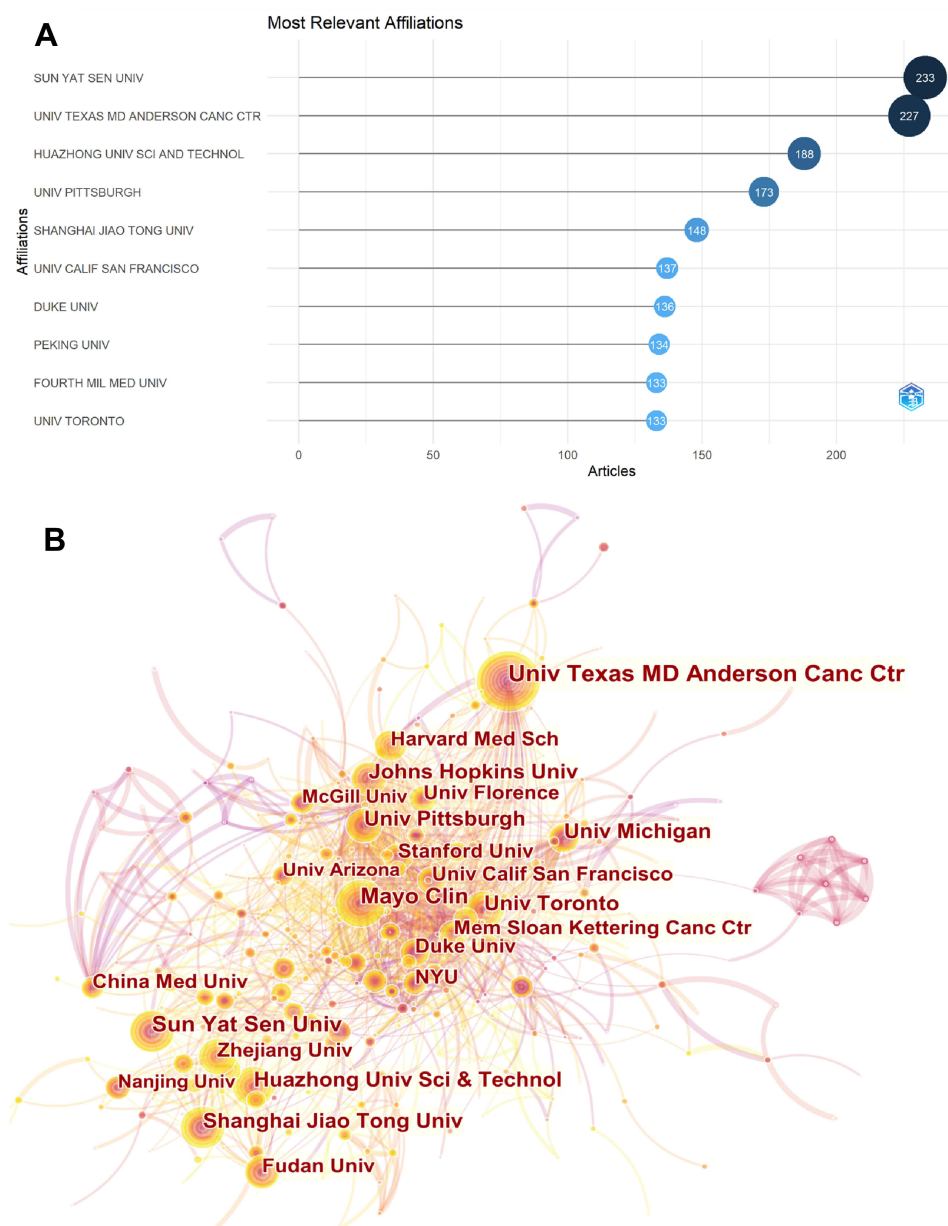 A
Most Relevant Affiliations
Affiliations
SUN YAT SEN UNIV 233
UNIV TEXAS MD ANDERSON CANC CTR 227
HUAZHONG UNIV SCI AND TECHNOL 188
UNIV PITTSBURGH 173
SHANGHAI JIAO TONG UNIV 148
UNIV CALIF SAN FRANCISCO 137
DUKE UNIV 136
PEKING UNIV 134
FOURTH MIL MED UNIV 133
UNIV TORONTO 133
0 50 100 150 200
Articles
B
Univ Texas MD Anderson Canc Ctr
Harvard Med Sch
Johns Hopkins Univ
McGill Univ Univ Florence
Univ Pittsburgh
Univ Michigan
Stanford Univ
Univ Arizona Univ Calif San Francisco
Mayo Clin
Univ Toronto
Mem Sloan Kettering Canc Ctr
Duke Univ
NYU
China Med Univ
Sun Yat Sen Univ
Zhejiang Univ
Nanjing Univ Huazhong Univ Sci & Technol
Shanghai Jiao Tong Univ
Fudan Univ